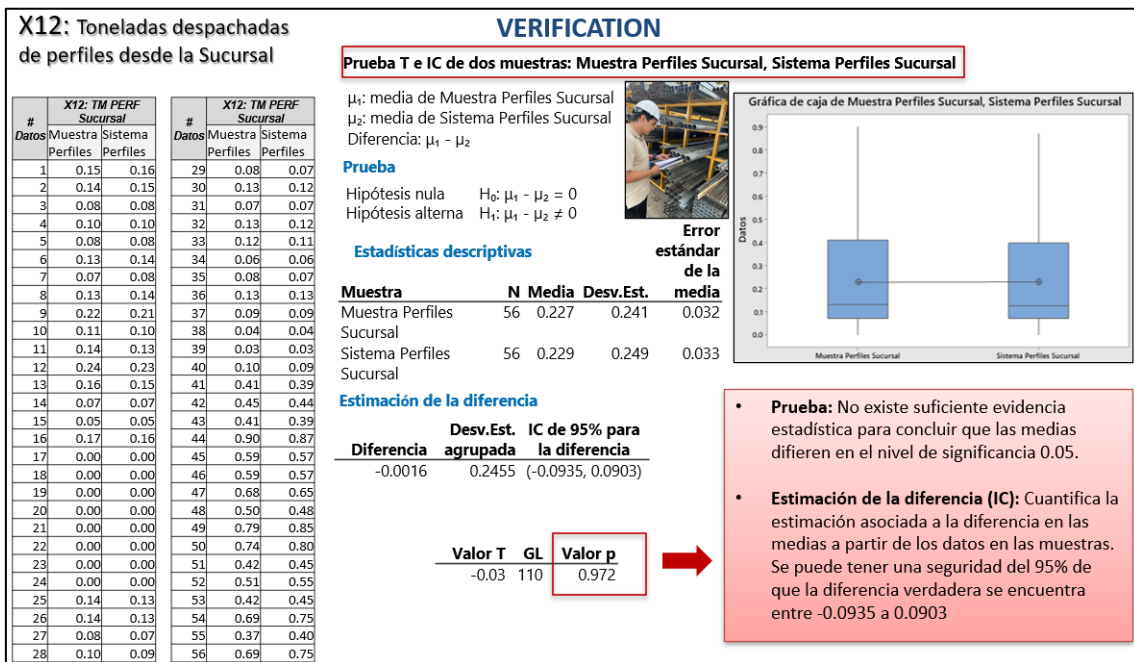 X12: Toneladas despachadas
de perfiles desde la Sucursal
VERIFICATION
Prueba T e IC de dos muestras: Muestra Perfiles Sucursal, Sistema Perfiles Sucursal
# Datos X12: TM PERF Sucursal
Muestra Perfiles Sistema Perfiles
1 0.15 0.16
2 0.14 0.15
3 0.08 0.08
4 0.10 0.10
5 0.08 0.08
6 0.13 0.14
7 0.07 0.08
8 0.13 0.14
9 0.22 0.21
10 0.11 0.10
11 0.14 0.13
12 0.24 0.23
13 0.16 0.15
14 0.07 0.07
15 0.05 0.05
16 0.17 0.16
17 0.00 0.00
18 0.00 0.00
19 0.00 0.00
20 0.00 0.00
21 0.00 0.00
22 0.00 0.00
23 0.00 0.00
24 0.00 0.00
25 0.14 0.13
26 0.14 0.13
27 0.08 0.07
28 0.10 0.09
# Datos X12: TM PERF Sucursal
Muestra Perfiles Sistema Perfiles
29 0.08 0.07
30 0.13 0.12
31 0.07 0.07
32 0.13 0.12
33 0.12 0.11
34 0.06 0.06
35 0.08 0.07
36 0.13 0.13
37 0.09 0.09
38 0.04 0.04
39 0.03 0.03
40 0.10 0.09
41 0.41 0.39
42 0.45 0.44
43 0.41 0.39
44 0.90 0.87
45 0.59 0.57
46 0.59 0.57
47 0.68 0.65
48 0.50 0.48
49 0.79 0.85
50 0.74 0.80
51 0.42 0.45
52 0.51 0.55
53 0.42 0.45
54 0.69 0.75
55 0.37 0.40
56 0.69 0.75
μ₁: media de Muestra Perfiles Sucursal
μ₂: media de Sistema Perfiles Sucursal
Diferencia: μ₁ - μ₂
Prueba
Hipótesis nula H₀: μ₁ - μ₂ = 0
Hipótesis alterna H₁: μ₁ - μ₂ ≠ 0
Estadísticas descriptivas
Muestra N Media Desv.Est. Error estándar de la media
Muestra Perfiles Sucursal 56 0.227 0.241 0.032
Sistema Perfiles Sucursal 56 0.229 0.249 0.033
Estimación de la diferencia
Diferencia Desv.Est. agrupada IC de 95% para la diferencia
-0.0016 0.2455 (-0.0935, 0.0903)
Valor T GL Valor p
-0.03 110 0.972
Gráfica de caja de Muestra Perfiles Sucursal, Sistema Perfiles Sucursal
Datos
0.9
0.8
0.7
0.6
0.5
0.4
0.3
0.2
0.1
0.0
Muestra Perfiles Sucursal Sistema Perfiles Sucursal
• Prueba: No existe suficiente evidencia
estadística para concluir que las medias
difieren en el nivel de significancia 0.05.
• Estimación de la diferencia (IC): Cuantifica la
estimación asociada a la diferencia en las
medias a partir de los datos en las muestras.
Se puede tener una seguridad del 95% de
que la diferencia verdadera se encuentra
entre -0.0935 a 0.0903